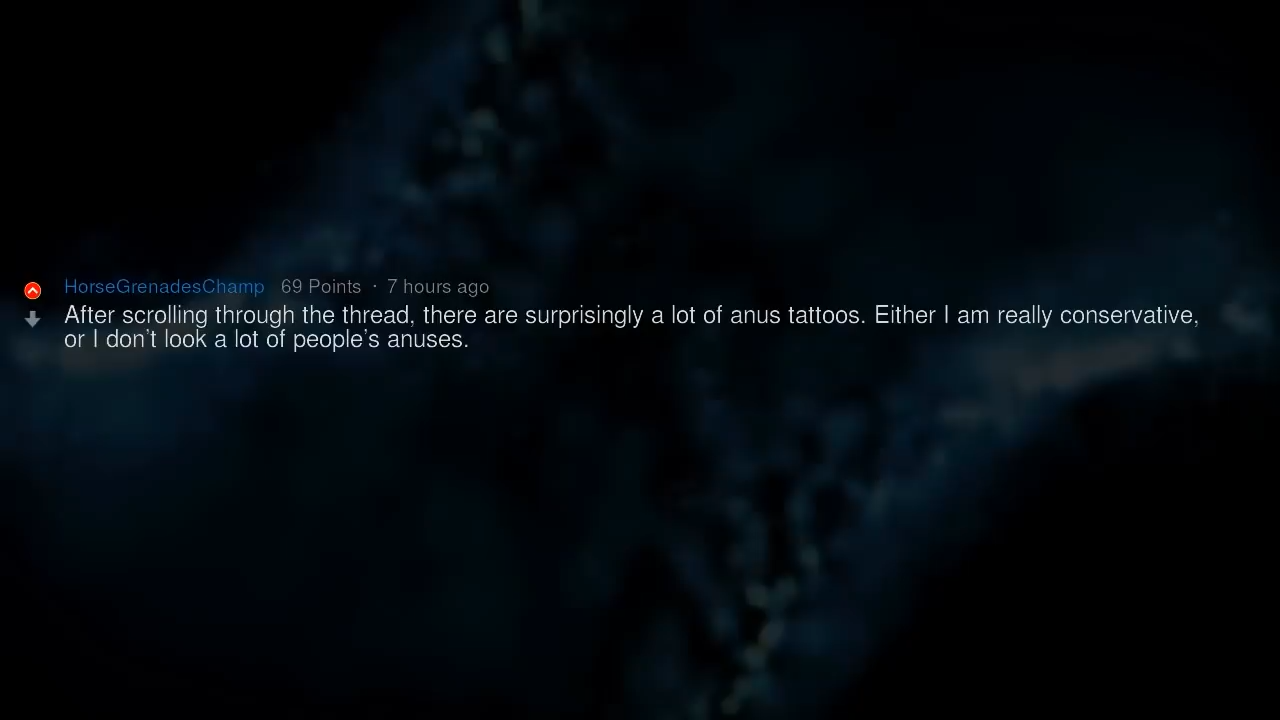 HorseGrenadesChamp 69 Points · 7 hours ago
After scrolling through the thread, there are surprisingly a lot of anus tattoos. Either I am really conservative,
or I don't look a lot of people's anuses.